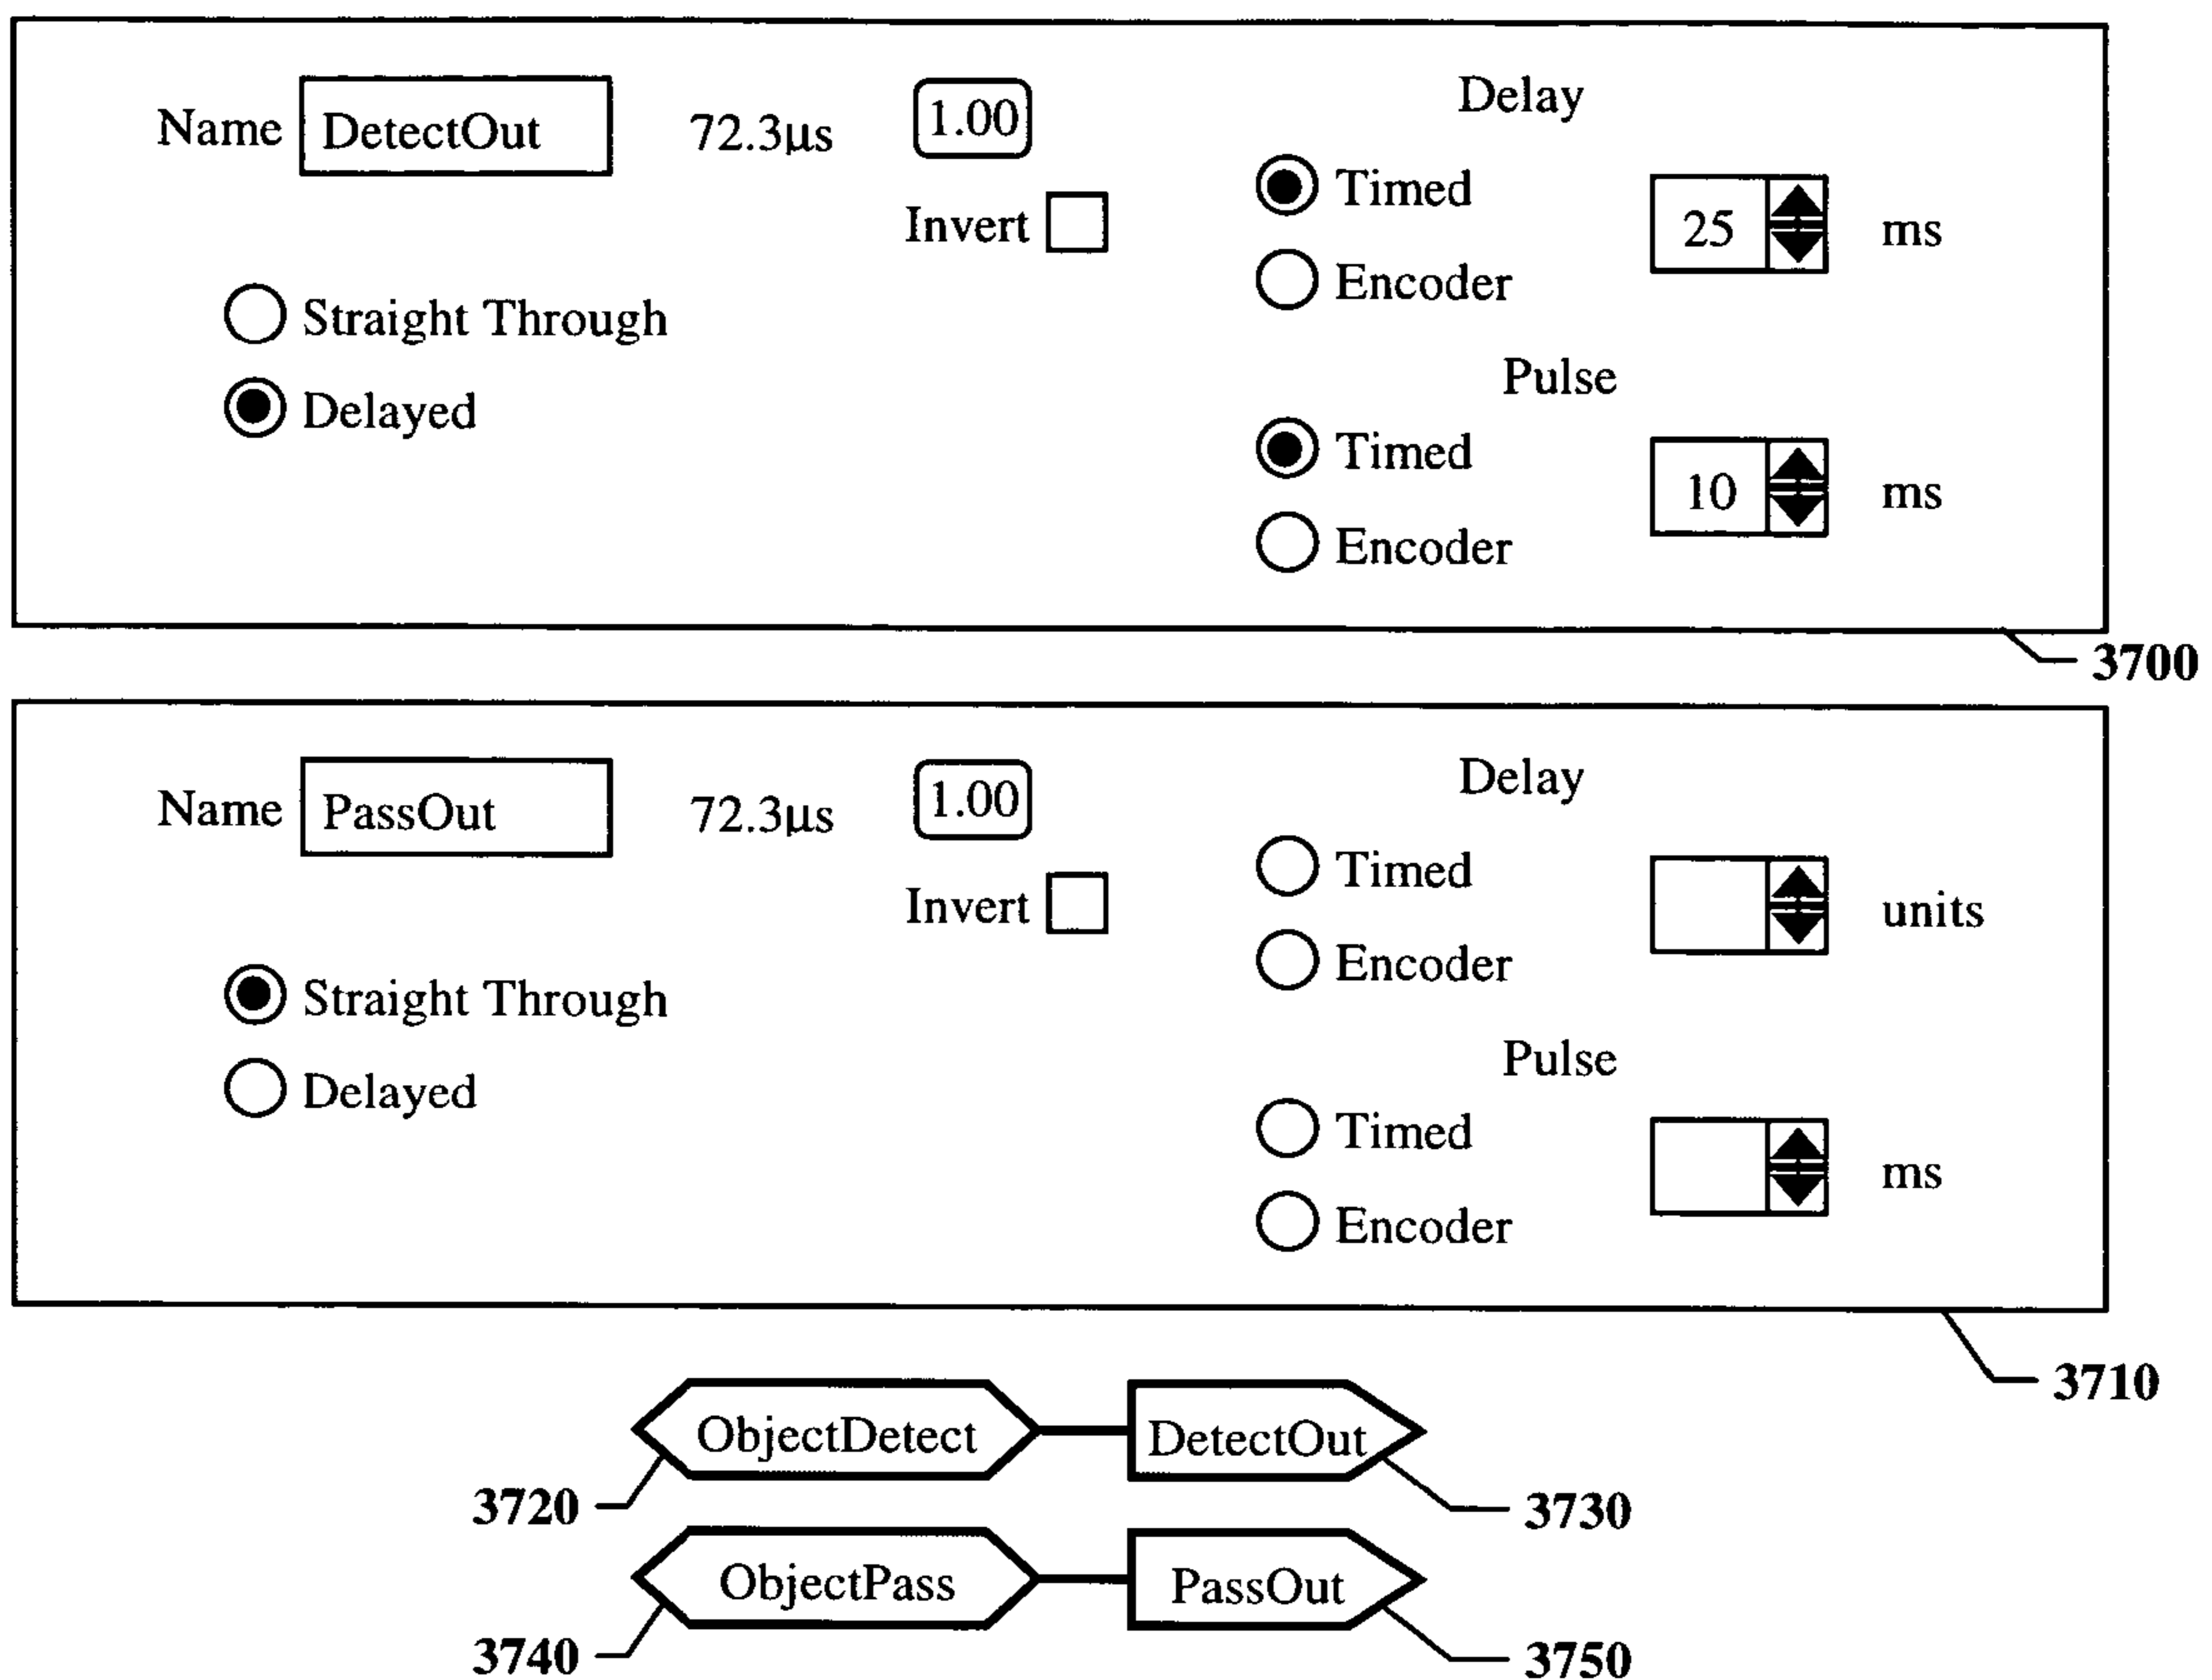 Name DetectOut 72.3µs 1.00
Delay
Timed
25 ms
Invert
Encoder
Straight Through
Delayed
Pulse
Timed
10 ms
Encoder
3700
Name PassOut 72.3µs 1.00
Delay
Timed
units
Invert
Encoder
Straight Through
Delayed
Pulse
Timed
ms
Encoder
3710
ObjectDetect DetectOut
3720 3730
ObjectPass PassOut
3740 3750